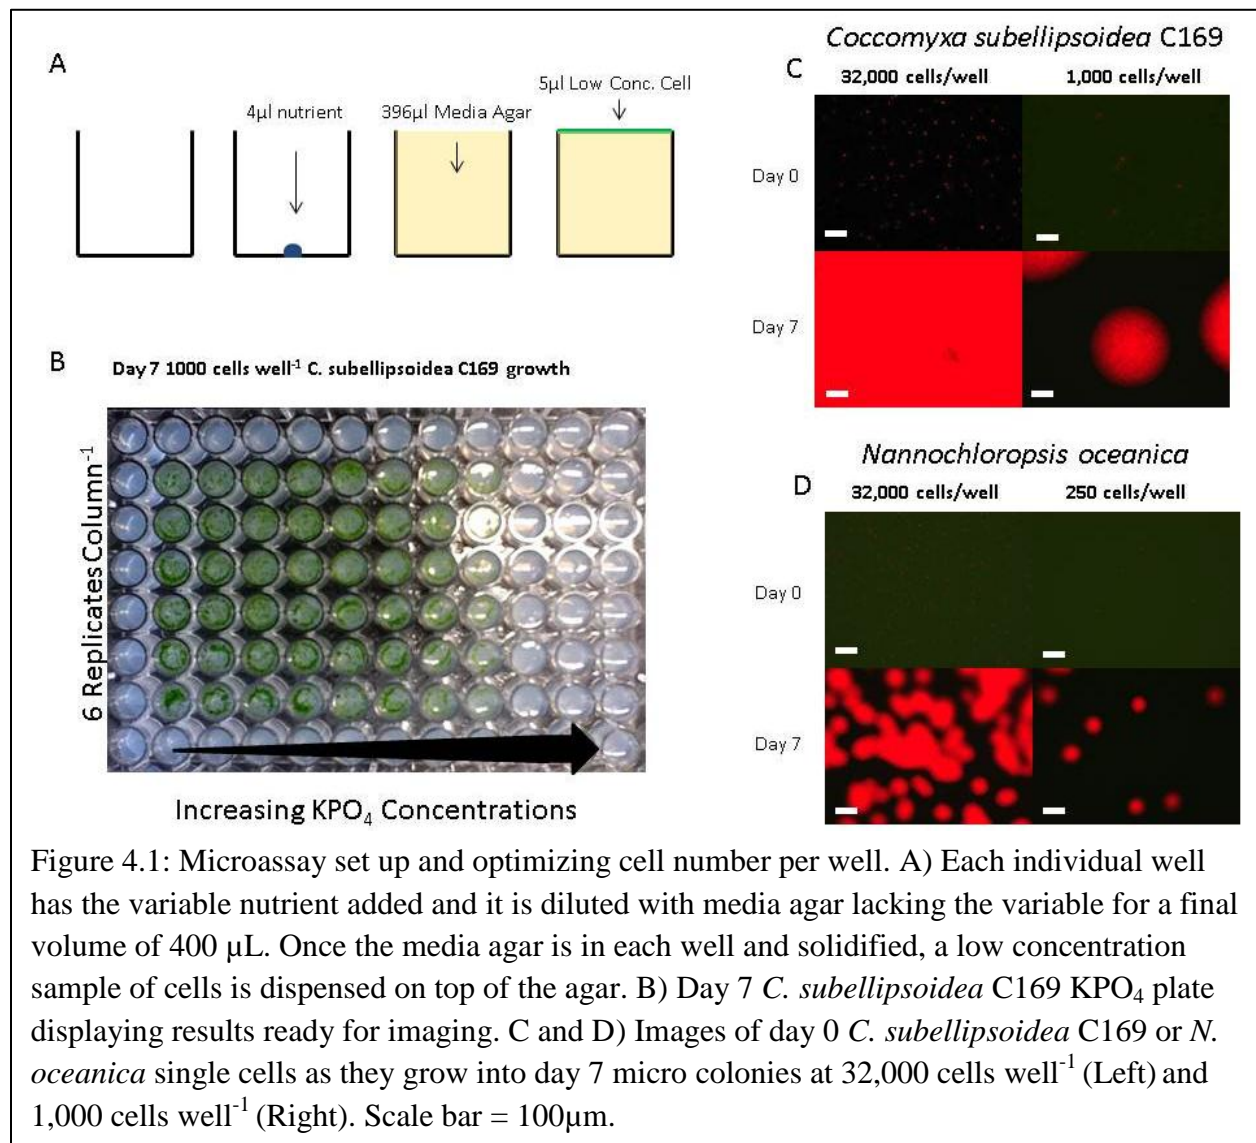 A
4µl nutrient
396µl Media Agar
5µl Low Conc. Cell
B
Day 7 1000 cells well⁻¹ C. subellipsoidea C169 growth
6 Replicates Column⁻¹
Increasing KPO₄ Concentrations
Coccomyxa subellipsoidea C169
C
32,000 cells/well
1,000 cells/well
Day 0
Day 7
Nannochloropsis oceanica
D
32,000 cells/well
250 cells/well
Day 0
Day 7
Figure 4.1: Microassay set up and optimizing cell number per well. A) Each individual well
has the variable nutrient added and it is diluted with media agar lacking the variable for a final
volume of 400 µL. Once the media agar is in each well and solidified, a low concentration
sample of cells is dispensed on top of the agar. B) Day 7 C. subellipsoidea C169 KPO₄ plate
displaying results ready for imaging. C and D) Images of day 0 C. subellipsoidea C169 or N.
oceanica single cells as they grow into day 7 micro colonies at 32,000 cells well⁻¹ (Left) and
1,000 cells well⁻¹ (Right). Scale bar = 100µm.